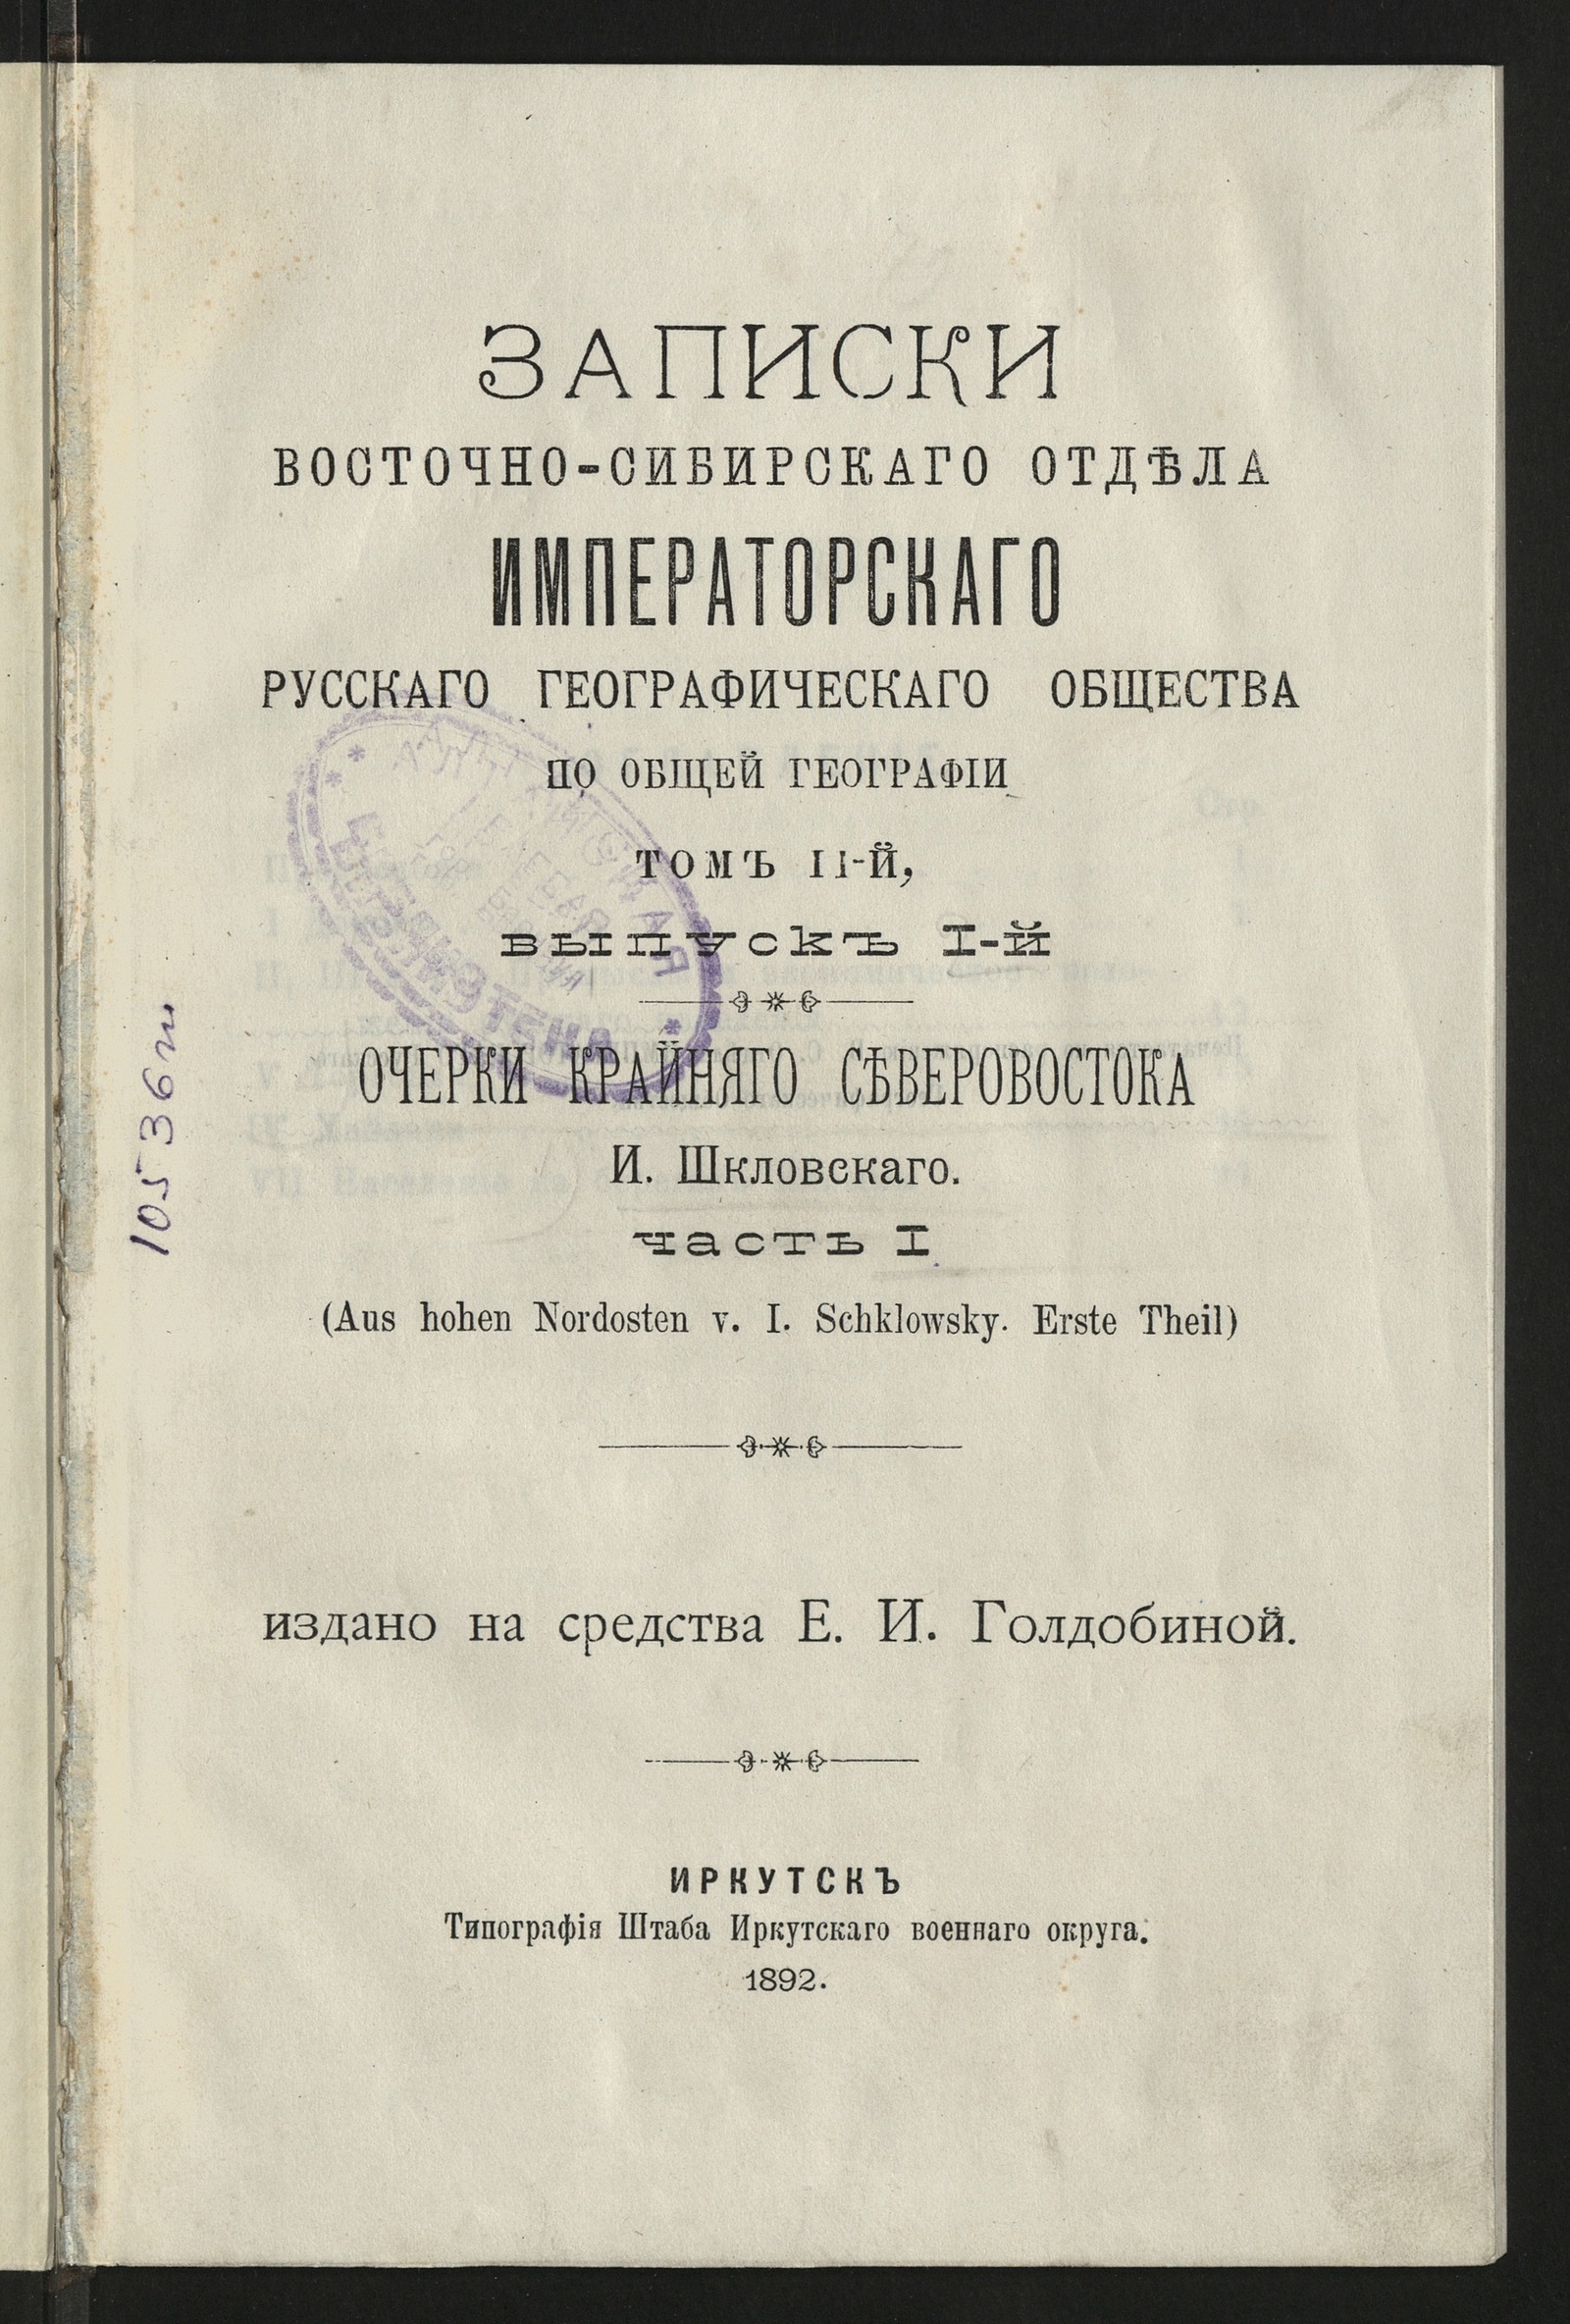 ЗАПИСКИ
ВОСТОЧНО-СИБИРСКАГО ОТДѢЛА
ИМПЕРАТОРСКАГО
РУССКАГО ГЕОГРАФИЧЕСКАГО ОБЩЕСТВА
ПО ОБЩЕЙ ГЕОГРАФІИ
ТОМЪ II-Й,
ВЫПУСКЪ I-Й
ОЧЕРКИ КРАЙНЯГО СѢВЕРОВОСТОКА
И. Шкловскаго.
ЧАСТЬ I
(Aus hohen Nordosten v. I. Schklowsky. Erste Theil)
издано на средства Е. И. Голдобиной.
ИРКУТСКЪ
Типографія Штаба Иркутскаго военнаго округа.
1892.
10536